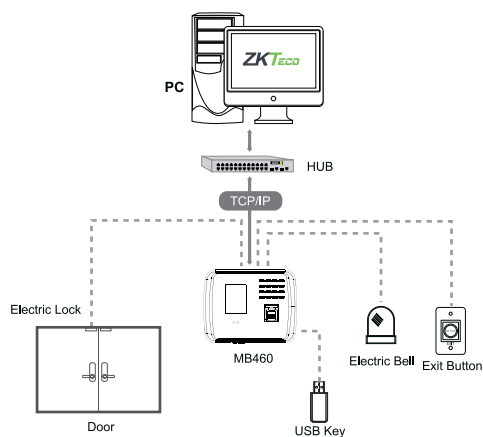 ZKTeco
PC
HUB
TCP/IP
Electric Lock
MB460
Electric Bell
Exit Button
Door
USB Key